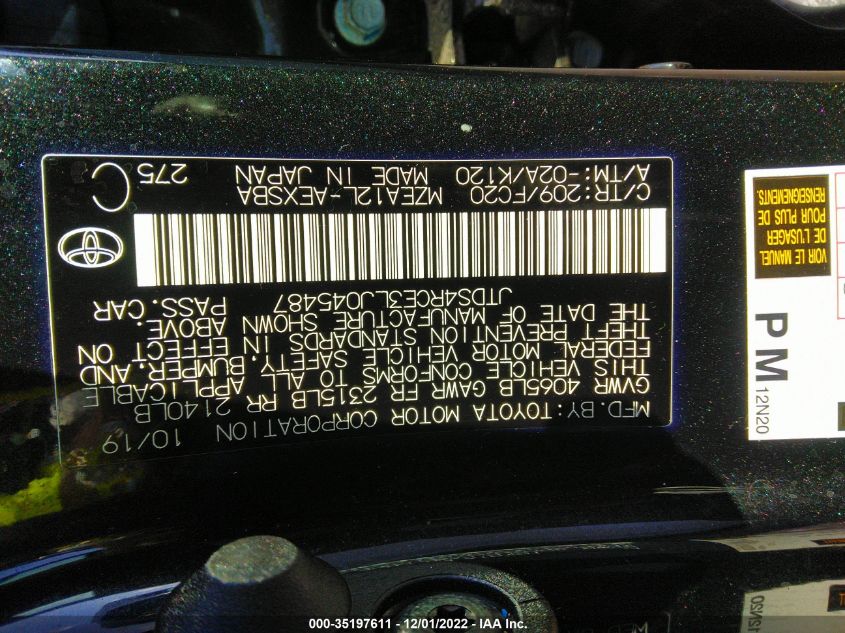 MFD.BY:TOYOTA MOTOR CORPORATION 10/19
GVWR 4065LB GAWR FR 2315LB RR 2140LB
THIS VEHICLE CONFORMS TO ALL APPLICABLE
FEDERAL MOTOR VEHICLE SAFETY, BUMPER, AND
THEFT PREVENTION STANDARDS IN EFFECT ON
THE DATE OF MANUFACTURE SHOWN ABOVE.
JTDS4RCE3LJ045487 PASS.CAR
C/TR:209/FC20 MZEA12L-AEXSBA
A/TM:-02A/K120 MADE IN JAPAN 275 C
12N20
PM
VOIR LE MANUEL
DE L'USAGER
POUR PLUS DE
RENSEIGNEMENTS.
000-35197611 - 12/01/2022 - IAA Inc.